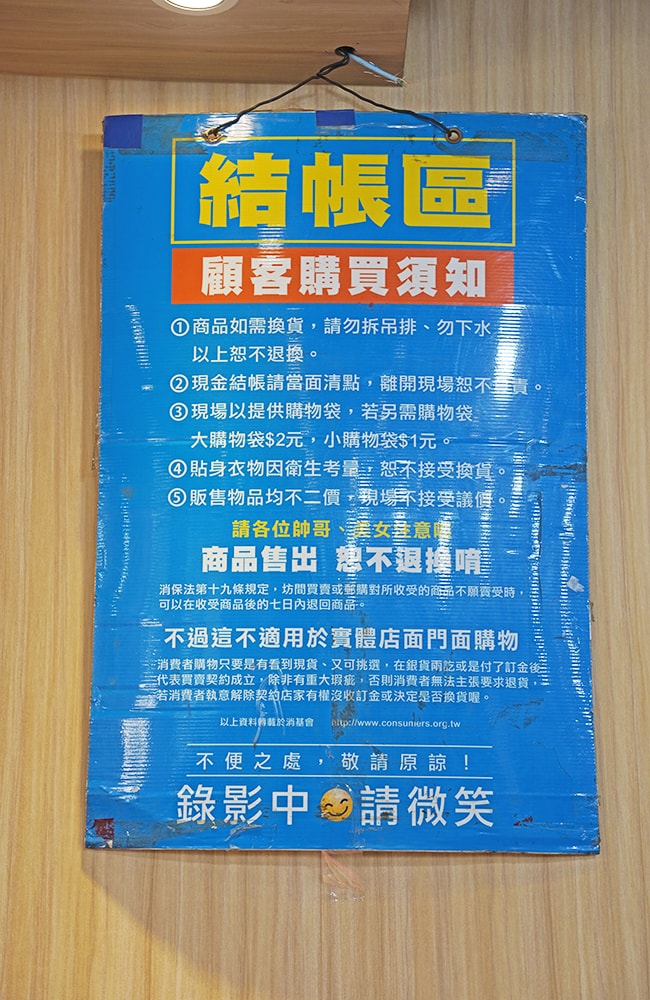 結帳區
顧客購買須知
①商品如需換貨，請勿拆吊排、勿下水
以上恕不退換。
②現金結帳請當面清點，離開現場恕不負責。
③現場以提供購物袋，若另需購物袋
大購物袋$2元，小購物袋$1元。
④貼身衣物因衛生考量，恕不接受換貨。
⑤販售物品均不二價，現場不接受議價。
請各位帥哥、美女注意
商品售出 恕不退換唷
消保法第十九條規定，坊間買賣或郵購對所收受的商品不願買受時，
可以在收受商品後的七日內退回商品。
不過這不適用於實體店面門面購物
消費者購物只要是有看到現貨、又可挑選，在銀貨兩訖或是付了訂金後
代表買賣契約成立，除非有重大瑕疵，否則消費者無法主張要求退貨，
若消費者執意解除契約店家有權沒收訂金或決定是否換貨喔。
以上資料轉載於消基會 http://www.consumers.org.tw
不便之處，敬請原諒！
錄影中😊請微笑